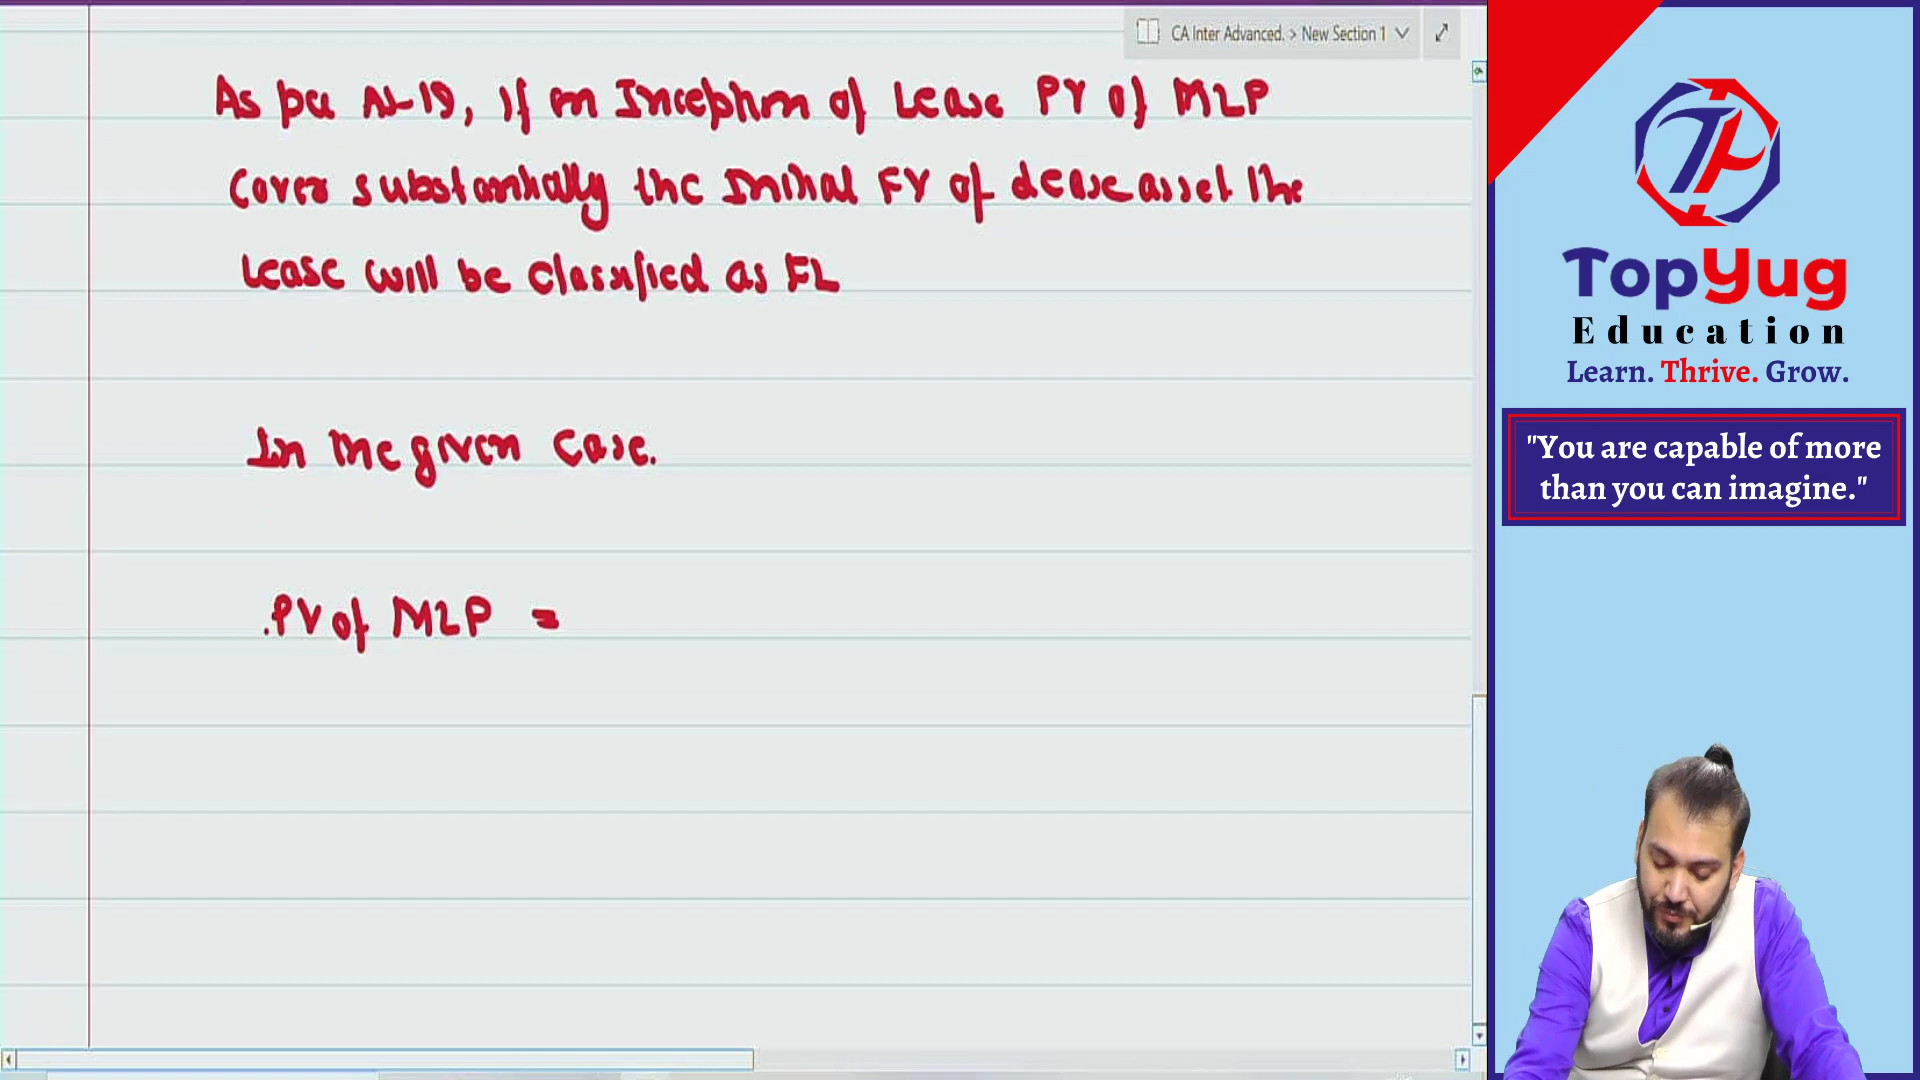 CA Inter Advanced. > New Section 1
As per AS-19, if on Inception of Lease PV of MLP
Cover substantially the Initial FV of Lease asset the
Lease will be classified as FL
In the given Case.
PV of MLP =
TopYug
Education
Learn. Thrive. Grow.
"You are capable of more
than you can imagine."